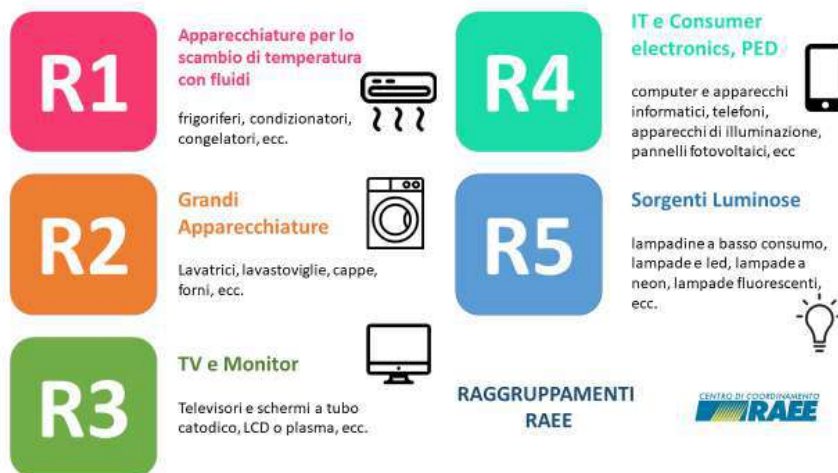 R1
Apparecchiature per lo
scambio di temperatura
con fluidi
frigoriferi, condizionatori,
congelatori, ecc.
R2
Grandi
Apparecchiature
Lavatrici, lavastoviglie, cappe,
forni, ecc.
R3
TV e Monitor
Televisori e schermi a tubo
catodico, LCD o plasma, ecc.
R4
IT e Consumer
electronics, PED
computer e apparecchi
informatici, telefoni,
apparecchi di illuminazione,
pannelli fotovoltaici, ecc
R5
Sorgenti Luminose
lampadine a basso consumo,
lampade e led, lampade a
neon, lampade fluorescenti,
ecc.
RAGGRUPPAMENTI
RAEE
CENTRO DI COORDINAMENTO
RAEE